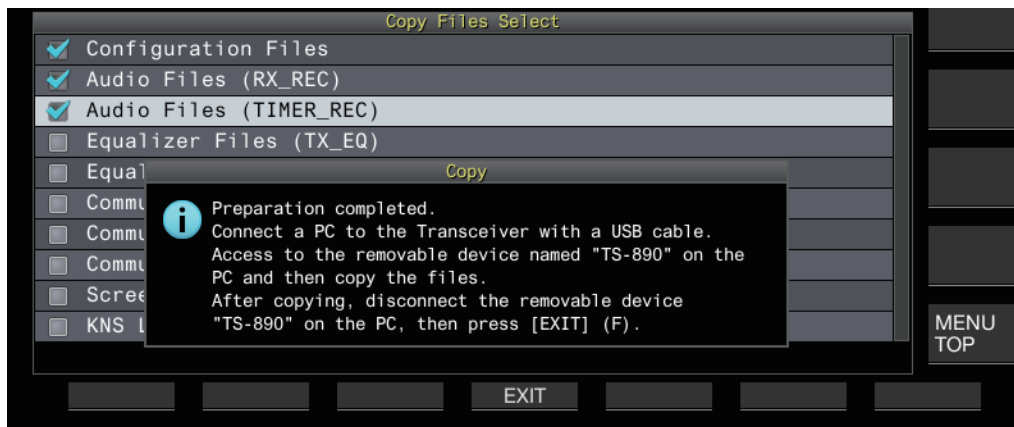 Copy Files Select
Configuration Files
Audio Files (RX_REC)
Audio Files (TIMER_REC)
Equalizer Files (TX_EQ)
Equal
Copy
Commu
Preparation completed.
Commu
Connect a PC to the Transceiver with a USB cable.
Access to the removable device named "TS-890" on the
Commu
PC and then copy the files.
Scree
After copying, disconnect the removable device
KNS L
"TS-890" on the PC, then press [EXIT] (F).
MENU
TOP
EXIT